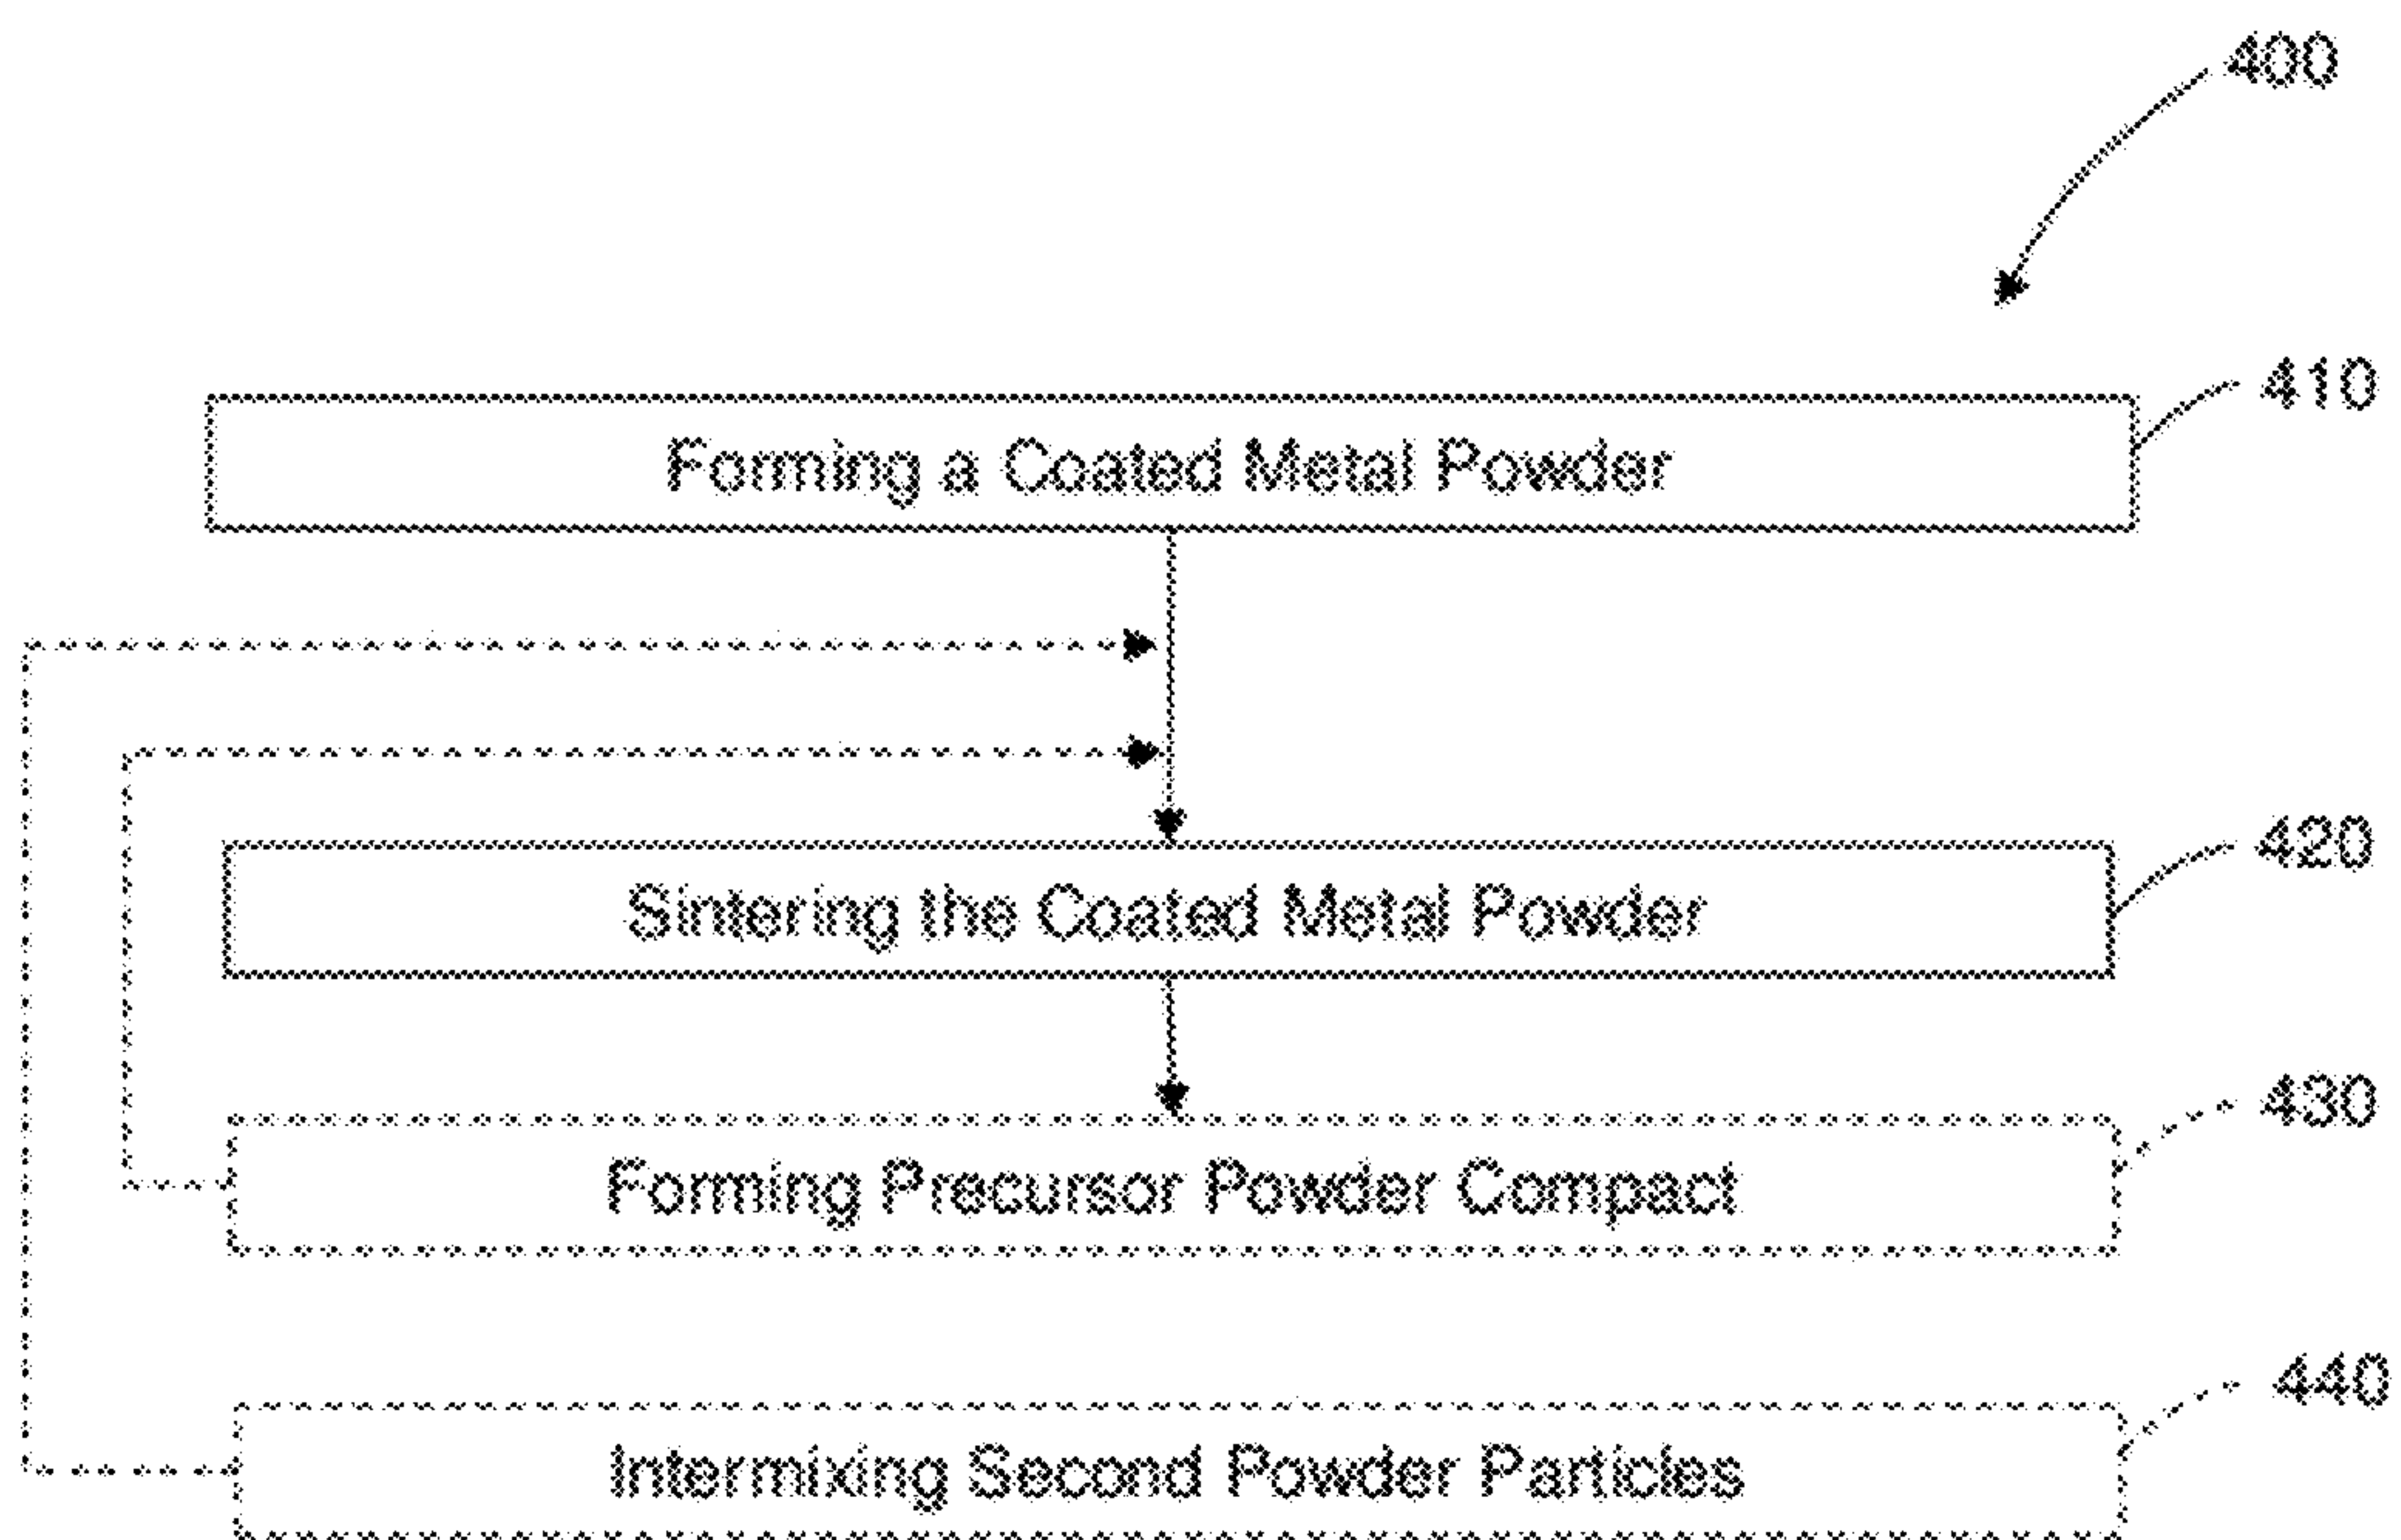 400
410
Forming a Coated Metal Powder
420
Sintering the Coated Metal Powder
430
Forming Precursor Powder Compact
440
Intermixing Second Powder Particles